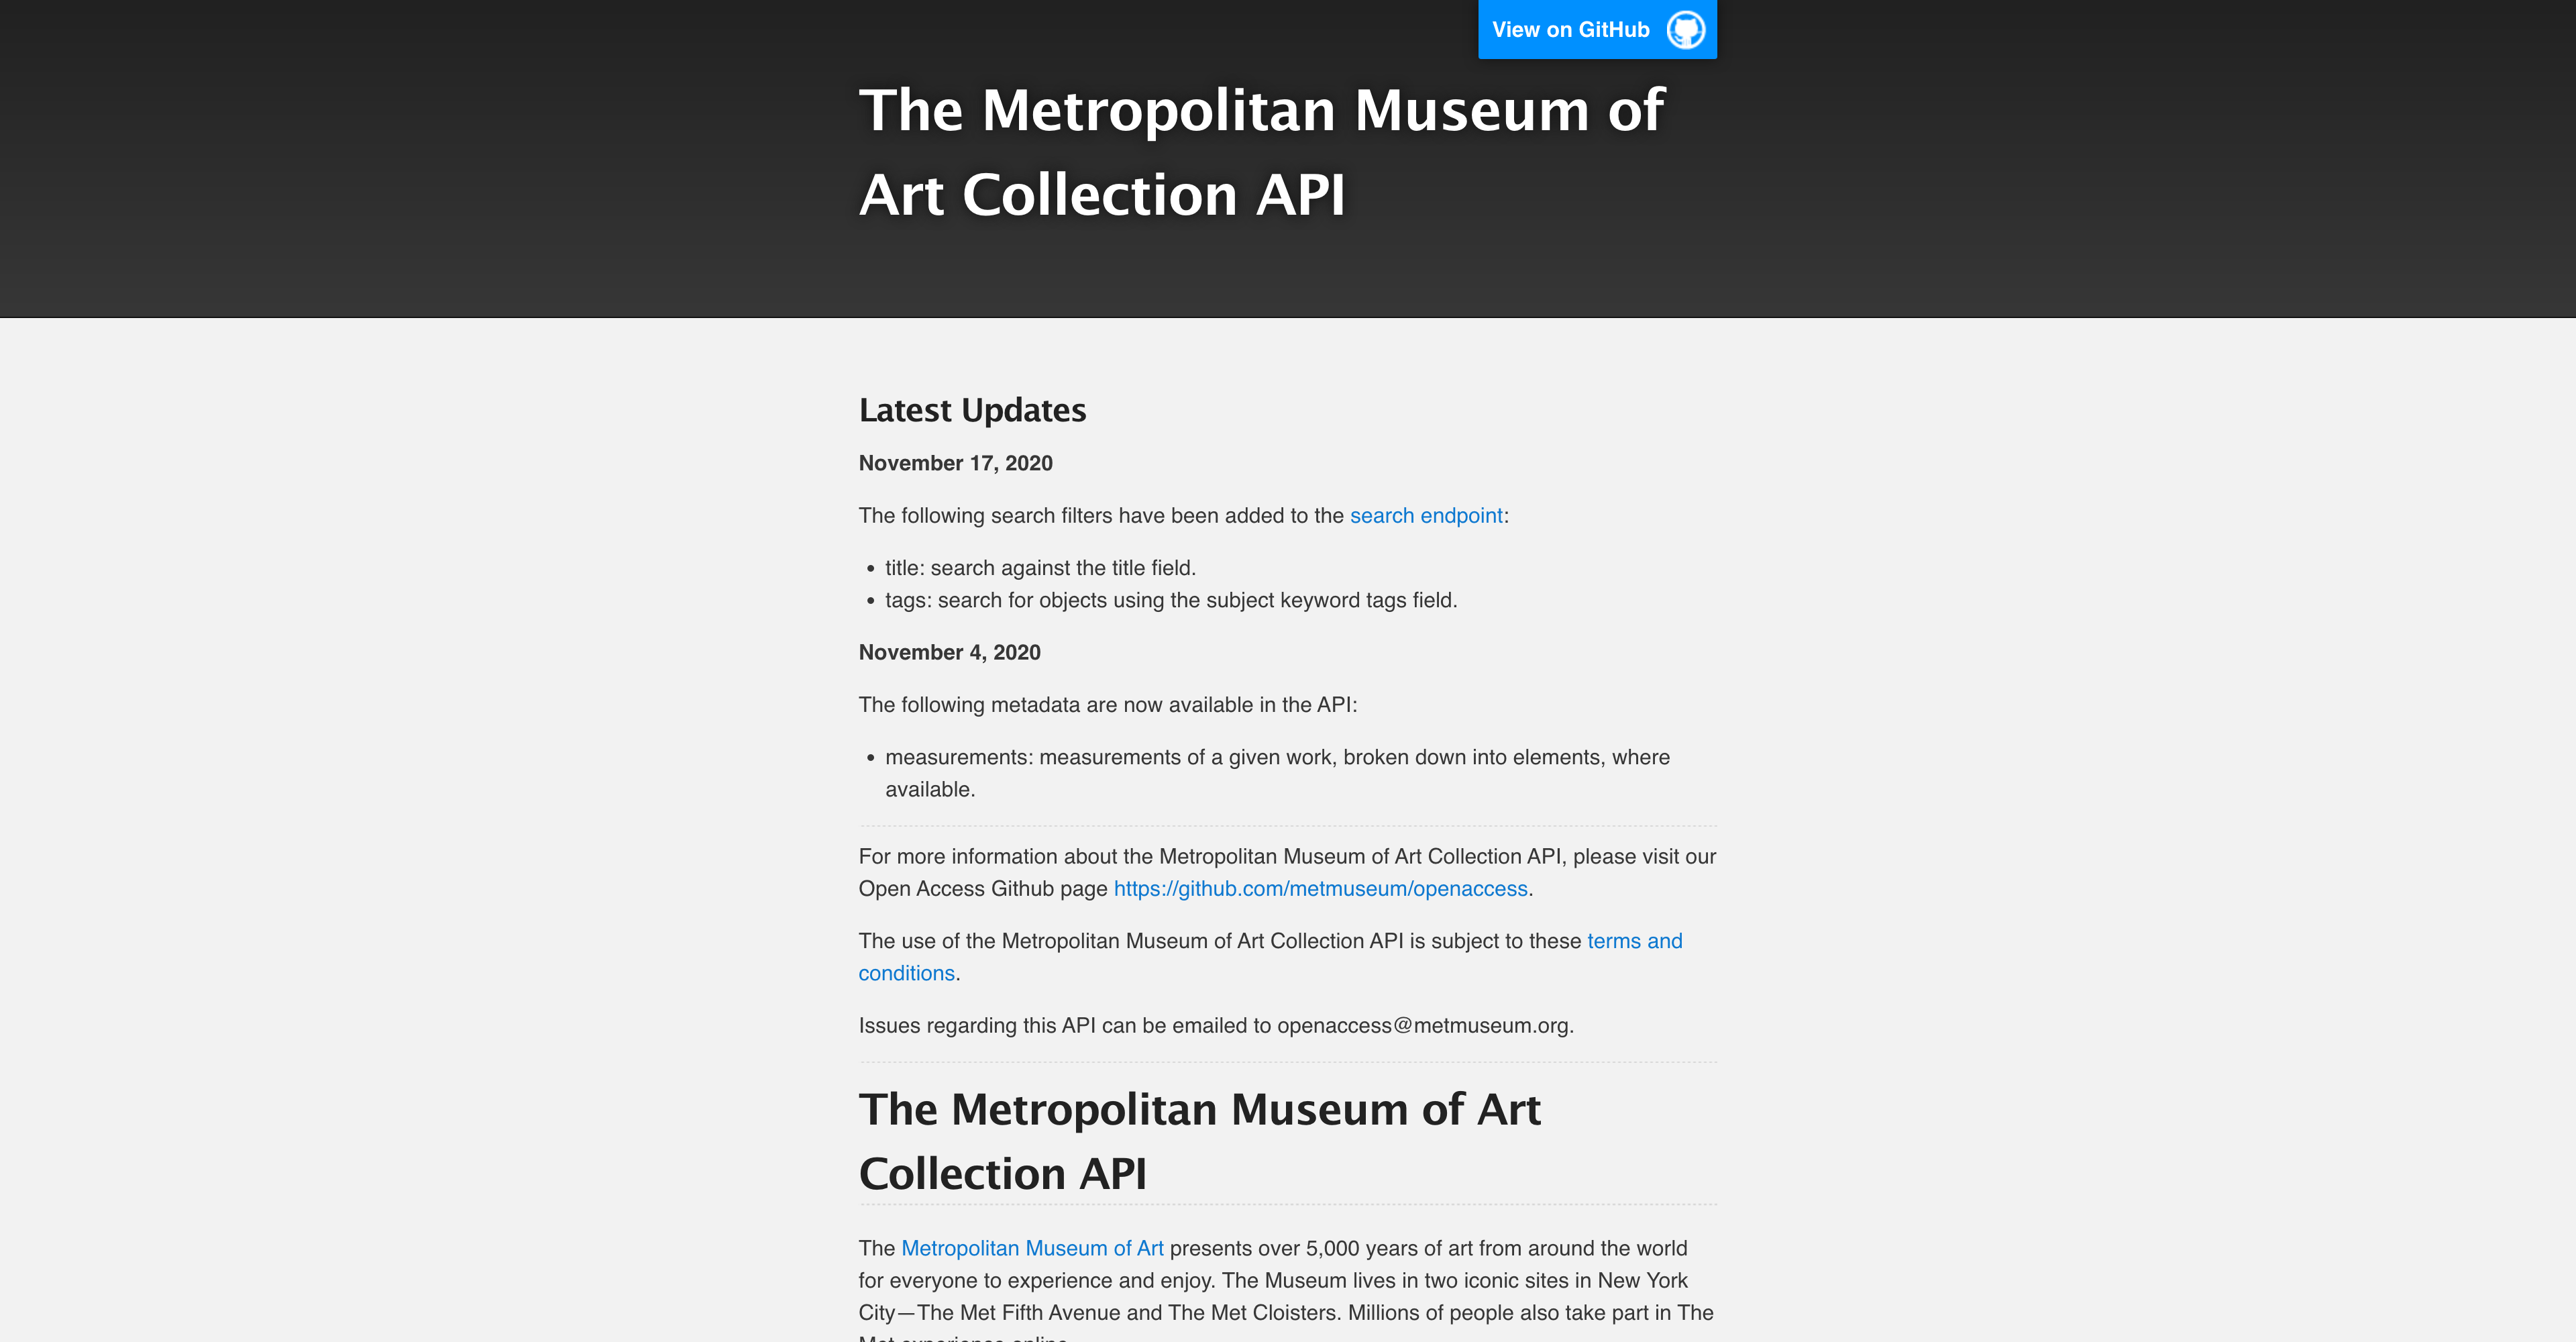 View on GitHub
The Metropolitan Museum of
Art Collection API
Latest Updates
November 17, 2020
The following search filters have been added to the search endpoint:
• title: search against the title field.
• tags: search for objects using the subject keyword tags field.
November 4, 2020
The following metadata are now available in the API:
• measurements: measurements of a given work, broken down into elements, where
available.
For more information about the Metropolitan Museum of Art Collection API, please visit our
Open Access Github page https://github.com/metmuseum/openaccess.
The use of the Metropolitan Museum of Art Collection API is subject to these terms and
conditions.
Issues regarding this API can be emailed to openaccess@metmuseum.org.
The Metropolitan Museum of Art
Collection API
The Metropolitan Museum of Art presents over 5,000 years of art from around the world
for everyone to experience and enjoy. The Museum lives in two iconic sites in New York
City—The Met Fifth Avenue and The Met Cloisters. Millions of people also take part in The